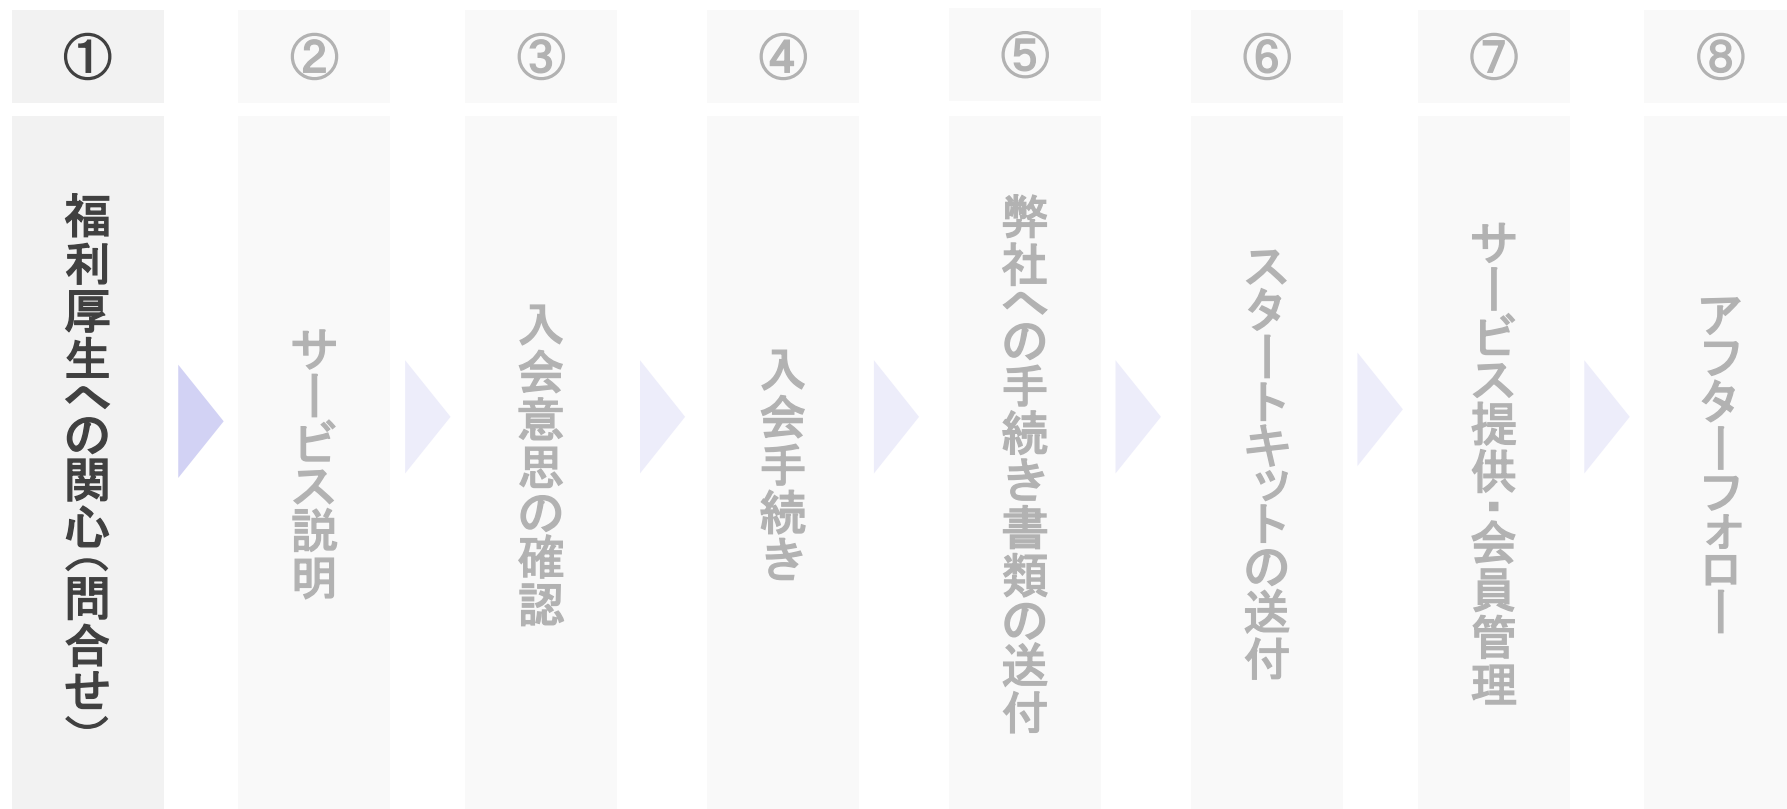 ①
福利厚生への関心（問合せ）
②
サービス説明
③
入会意思の確認
④
入会手続き
⑤
弊社への手続き書類の送付
⑥
スタートキットの送付
⑦
サービス提供・会員管理
⑧
アフターフォロー